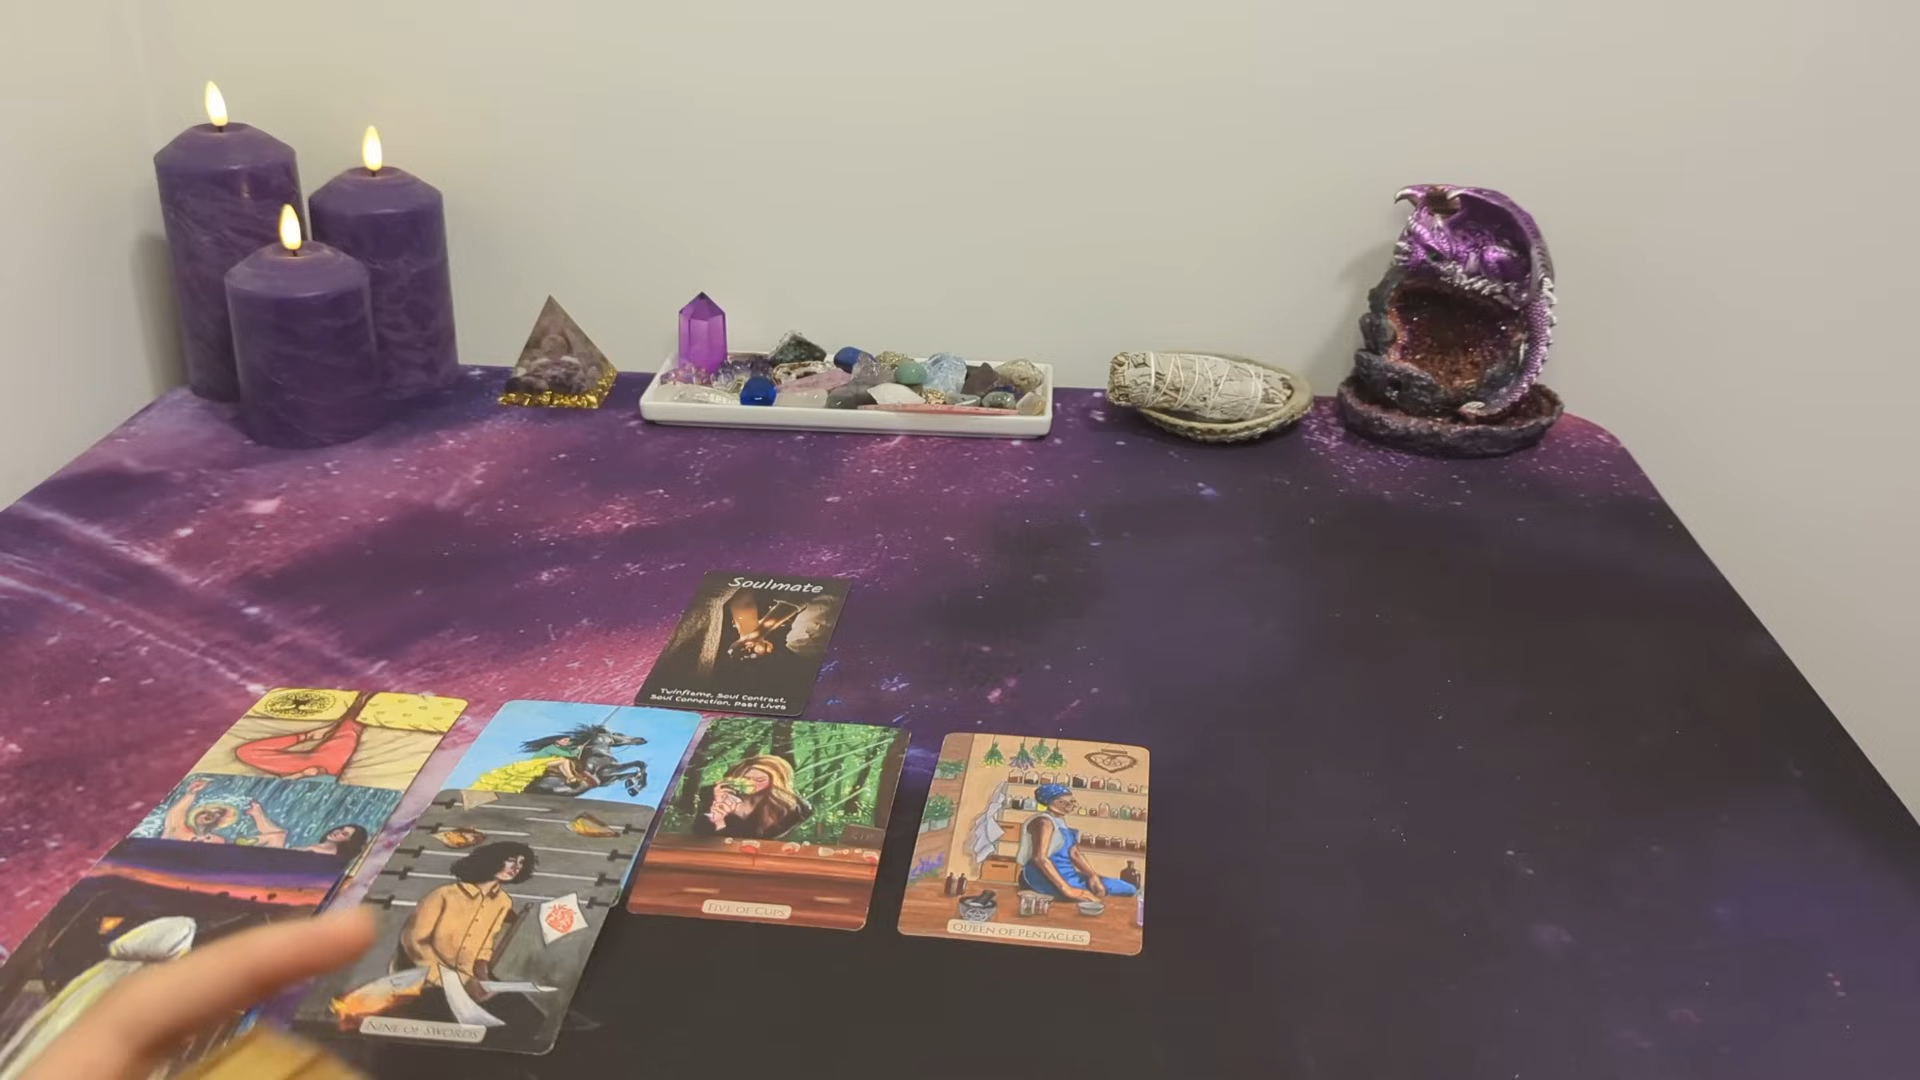 Soulmate
Twinflame, Soul Contract,
Soul Connection, Past Lives
FIVE OF CUPS
QUEEN OF PENTACLES
NINE OF SWORDS